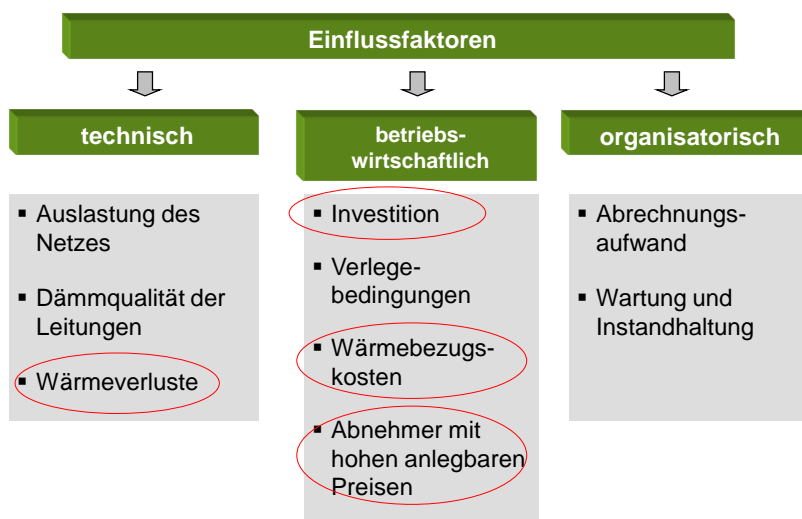 Einflussfaktoren
technisch
▪ Auslastung des
Netzes
▪ Dämmqualität der
Leitungen
▪ Wärmeverluste
betriebs-
wirtschaftlich
▪ Investition
▪ Verlege-
bedingungen
▪ Wärmebezugs-
kosten
▪ Abnehmer mit
hohen anlegbaren
Preisen
organisatorisch
▪ Abrechnungs-
aufwand
▪ Wartung und
Instandhaltung